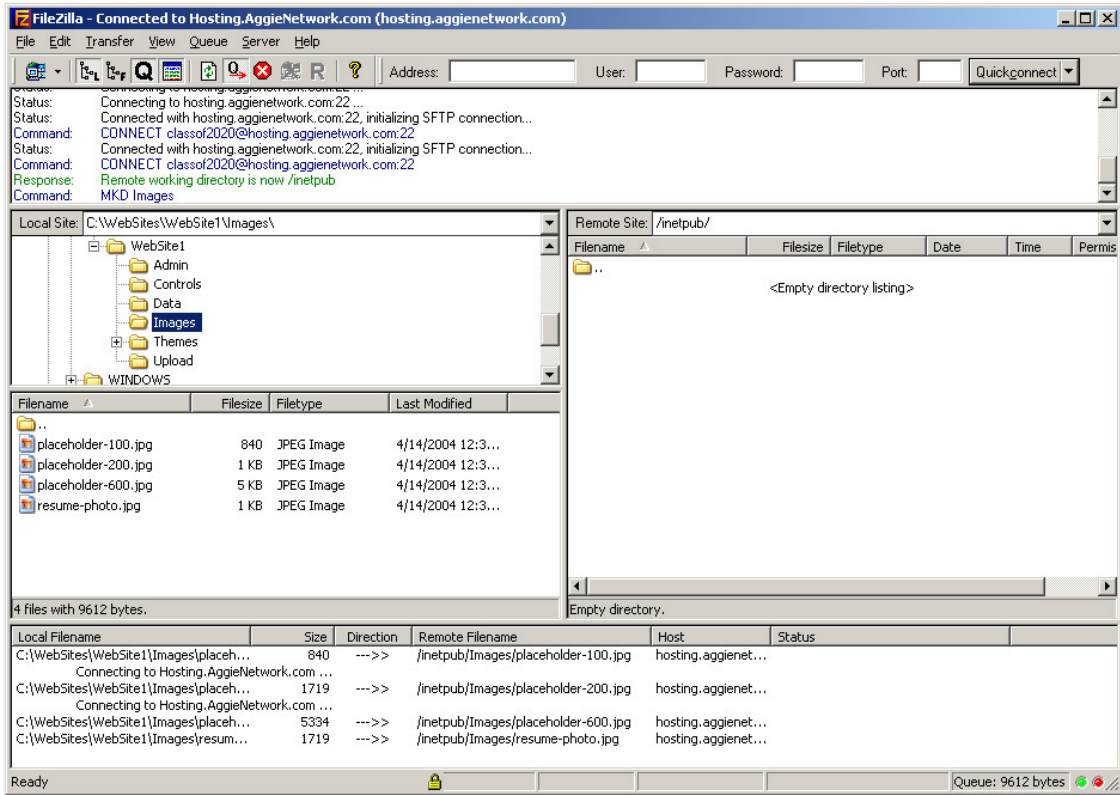 FileZilla - Connected to Hosting.AggieNetwork.com (hosting.aggienetwork.com)
File Edit Transfer View Queue Server Help
Address: User: Password: Port: Quickconnect
Status: Connecting to hosting.aggienetwork.com:22 ...
Status: Connecting to hosting.aggienetwork.com:22 ...
Status: Connected with hosting.aggienetwork.com:22, initializing SFTP connection...
Command: CONNECT classof2020@hosting.aggienetwork.com:22
Status: Connected with hosting.aggienetwork.com:22, initializing SFTP connection...
Command: CONNECT classof2020@hosting.aggienetwork.com:22
Response: Remote working directory is now /inetpub
Command: MKD Images
Local Site: C:\WebSites\WebSite1\Images\
WebSite1
Admin
Controls
Data
Images
Themes
Upload
WINDOWS
Filename Filesize Filetype Last Modified
..
placeholder-100.jpg 840 JPEG Image 4/14/2004 12:3...
placeholder-200.jpg 1 KB JPEG Image 4/14/2004 12:3...
placeholder-600.jpg 5 KB JPEG Image 4/14/2004 12:3...
resume-photo.jpg 1 KB JPEG Image 4/14/2004 12:3...
4 files with 9612 bytes.
Remote Site: /inetpub/
Filename Filesize Filetype Date Time Permis
..
<Empty directory listing>
Empty directory.
Local Filename Size Direction Remote Filename Host Status
C:\WebSites\WebSite1\Images\placeh... 840 --->> /inetpub/Images/placeholder-100.jpg hosting.aggienet...
Connecting to Hosting.AggieNetwork.com ...
C:\WebSites\WebSite1\Images\placeh... 1719 --->> /inetpub/Images/placeholder-200.jpg hosting.aggienet...
Connecting to Hosting.AggieNetwork.com ...
C:\WebSites\WebSite1\Images\placeh... 5334 --->> /inetpub/Images/placeholder-600.jpg hosting.aggienet...
C:\WebSites\WebSite1\Images\resum... 1719 --->> /inetpub/Images/resume-photo.jpg hosting.aggienet...
Ready Queue: 9612 bytes